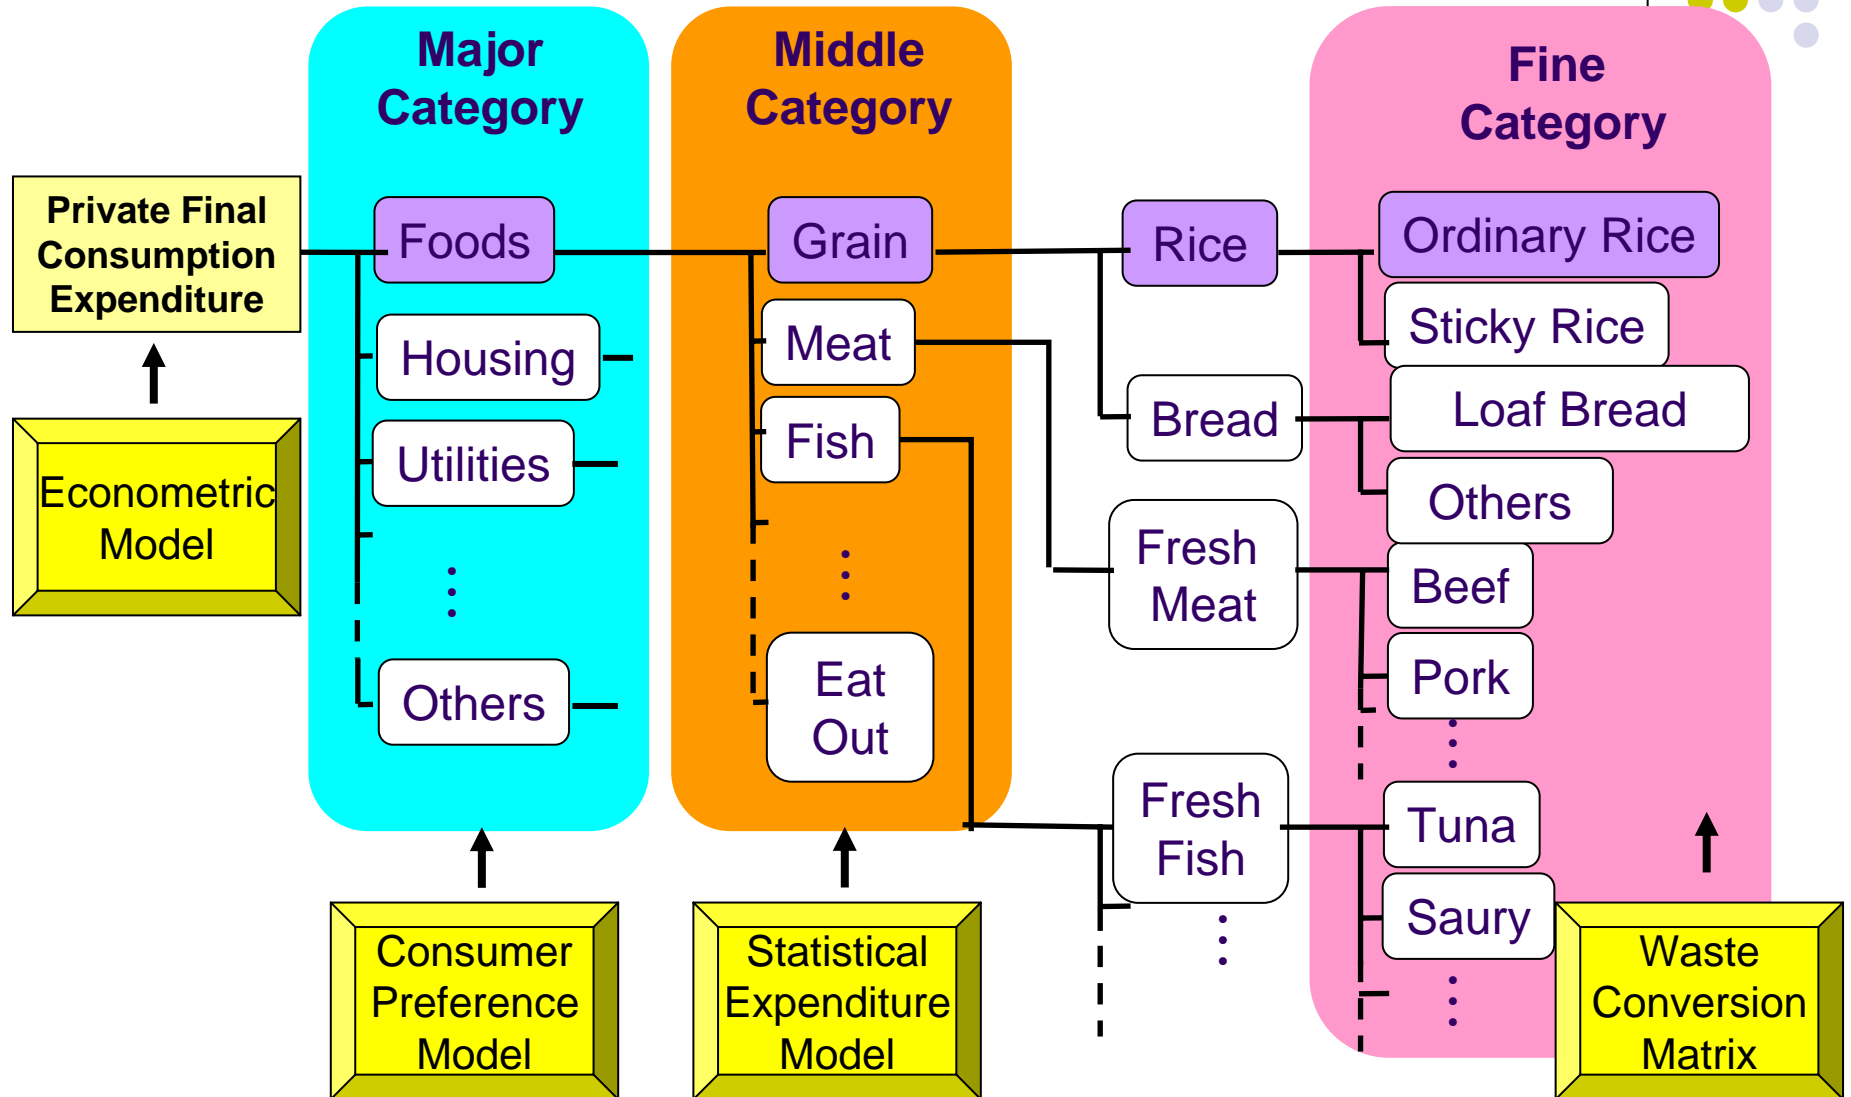 Major
Category
Middle
Category
Fine
Category
Private Final
Consumption
Expenditure
Foods
Grain
Rice
Ordinary Rice
Sticky Rice
Housing
Meat
Bread
Loaf Bread
Utilities
Fish
Others
Econometric
Model
Fresh
Meat
Beef
Pork
Others
Eat
Out
Fresh
Fish
Tuna
Saury
Consumer
Preference
Model
Statistical
Expenditure
Model
Waste
Conversion
Matrix